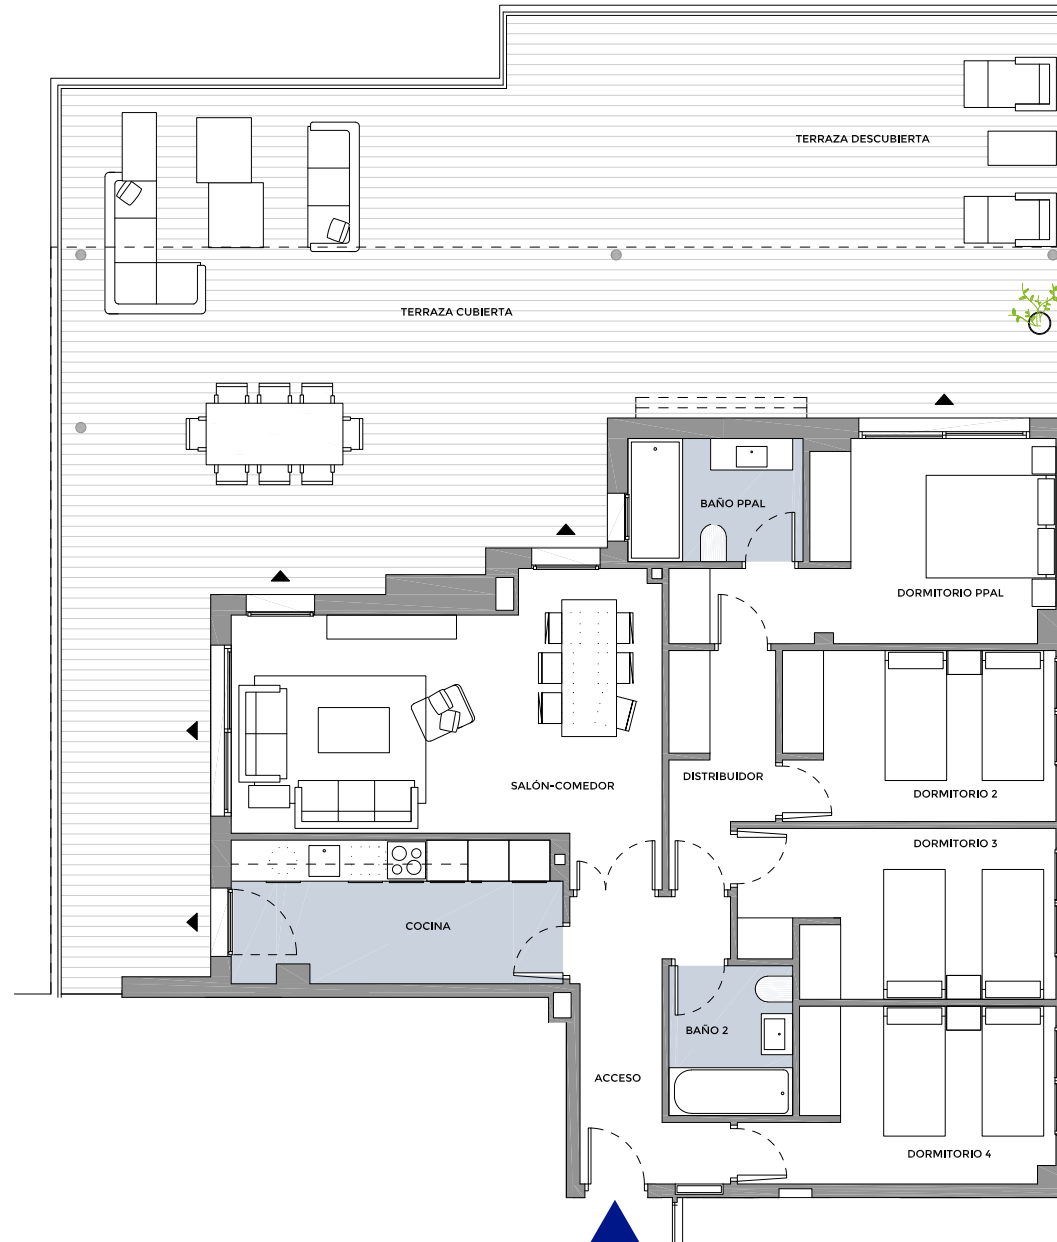 TERRAZA DESCUBIERTA
TERRAZA CUBIERTA
BAÑO PPAL
DORMITORIO PPAL
SALÓN-COMEDOR
DISTRIBUIDOR
DORMITORIO 2
DORMITORIO 3
COCINA
BAÑO 2
ACCESO
DORMITORIO 4